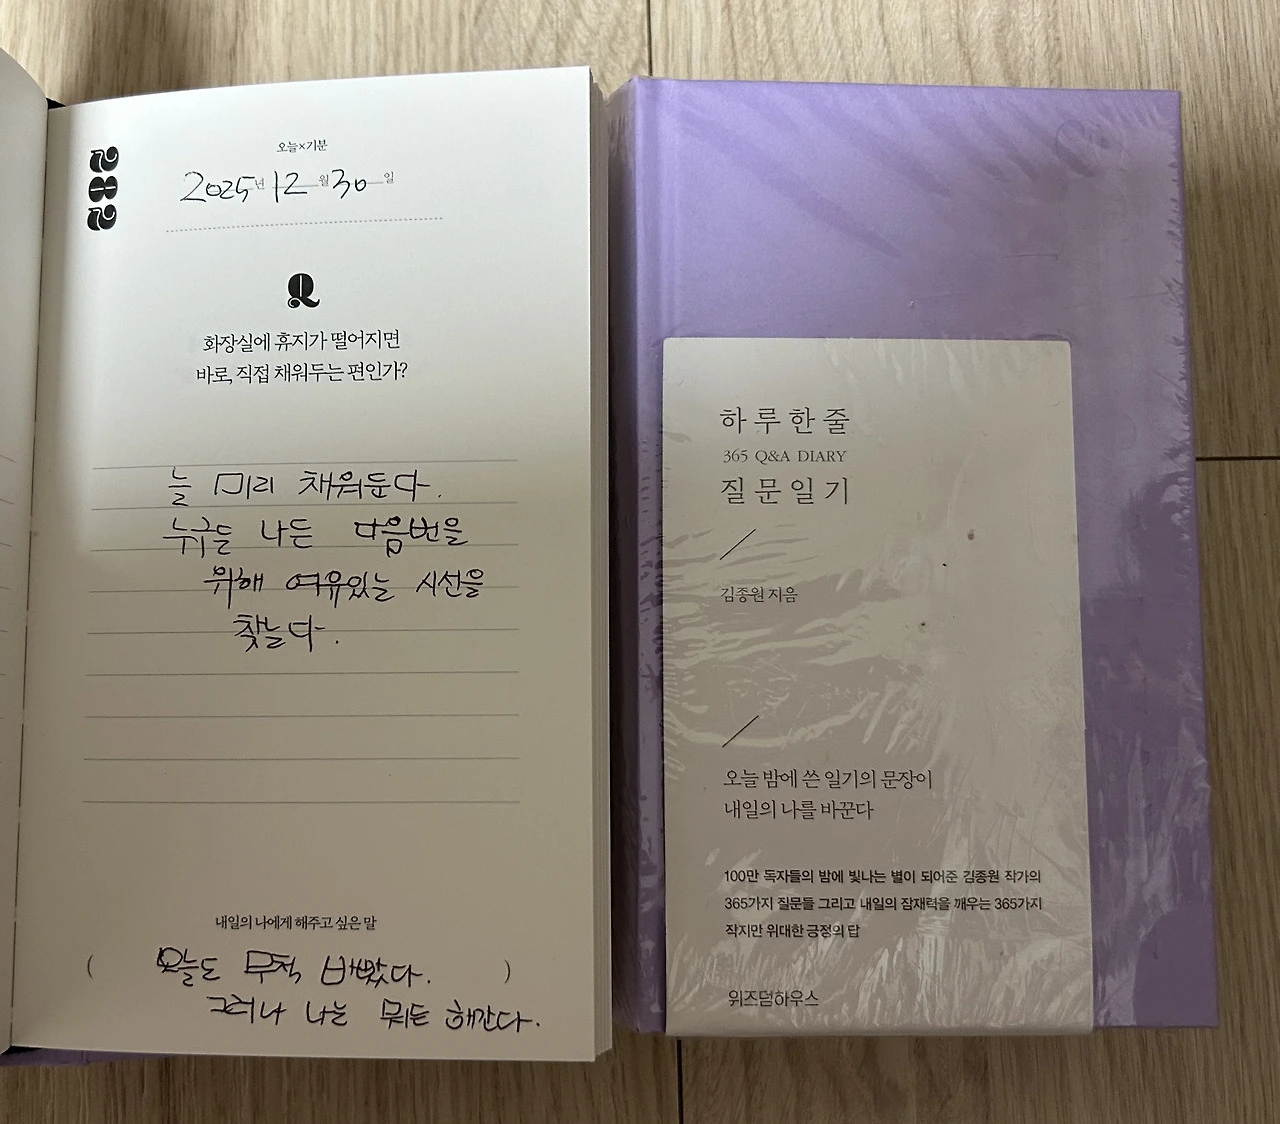 282
오늘×기분
2025년 12월 30일
Q
화장실에 휴지가 떨어지면
바로, 직접 채워두는 편인가?
늘 미리 채워둔다.
누구든 나든 다음번을
위해 여유있는 시선을
찾는다.
내일의 나에게 해주고 싶은 말
( 오늘도 무척 바빴다. )
그러나 나는 뭐든 해간다.
하루한줄
365 Q&A DIARY
질문일기
김종원 지음
오늘 밤에 쓴 일기의 문장이
내일의 나를 바꾼다
100만 독자들의 밤에 빛나는 별이 되어준 김종원 작가의
365가지 질문들 그리고 내일의 잠재력을 깨우는 365가지
작지만 위대한 긍정의 답
위즈덤하우스